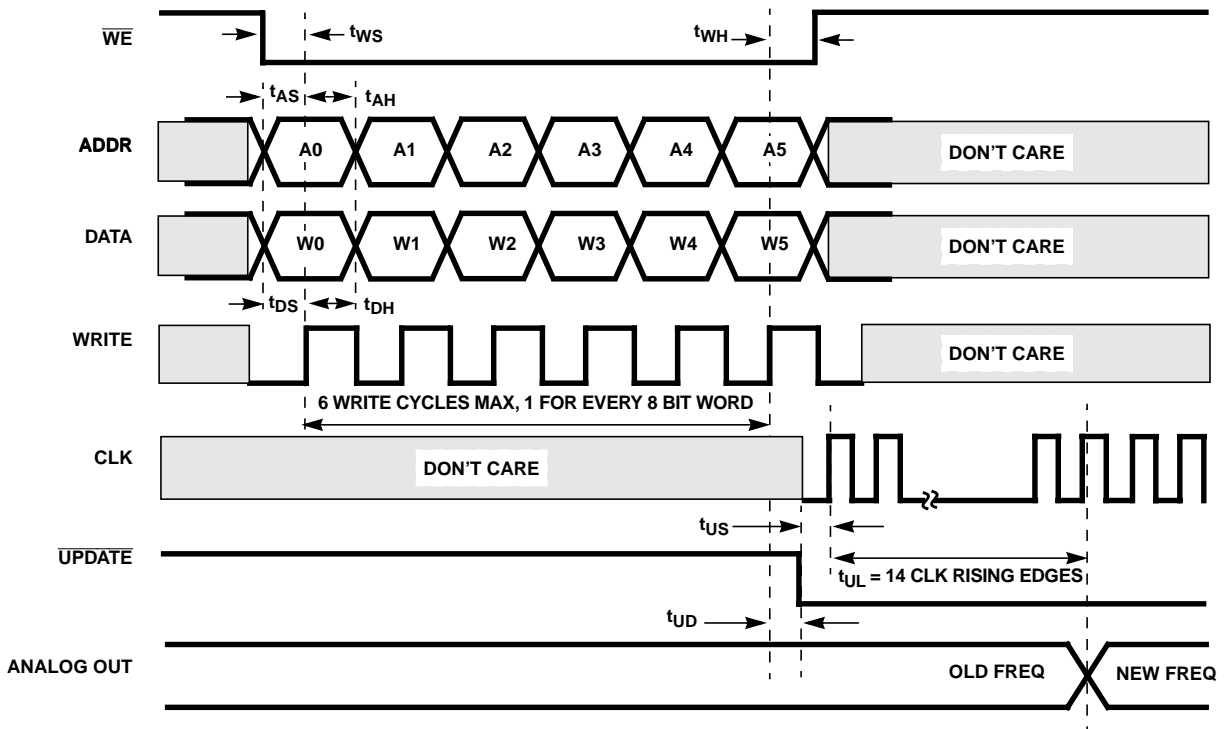 WE
tWS
tWH
tAS
tAH
ADDR
A0 A1 A2 A3 A4 A5
DON'T CARE
DATA
W0 W1 W2 W3 W4 W5
DON'T CARE
tDS
tDH
WRITE
DON'T CARE
6 WRITE CYCLES MAX, 1 FOR EVERY 8 BIT WORD
CLK
DON'T CARE
tUS
UPDATE
tUL = 14 CLK RISING EDGES
tUD
ANALOG OUT
OLD FREQ
NEW FREQ